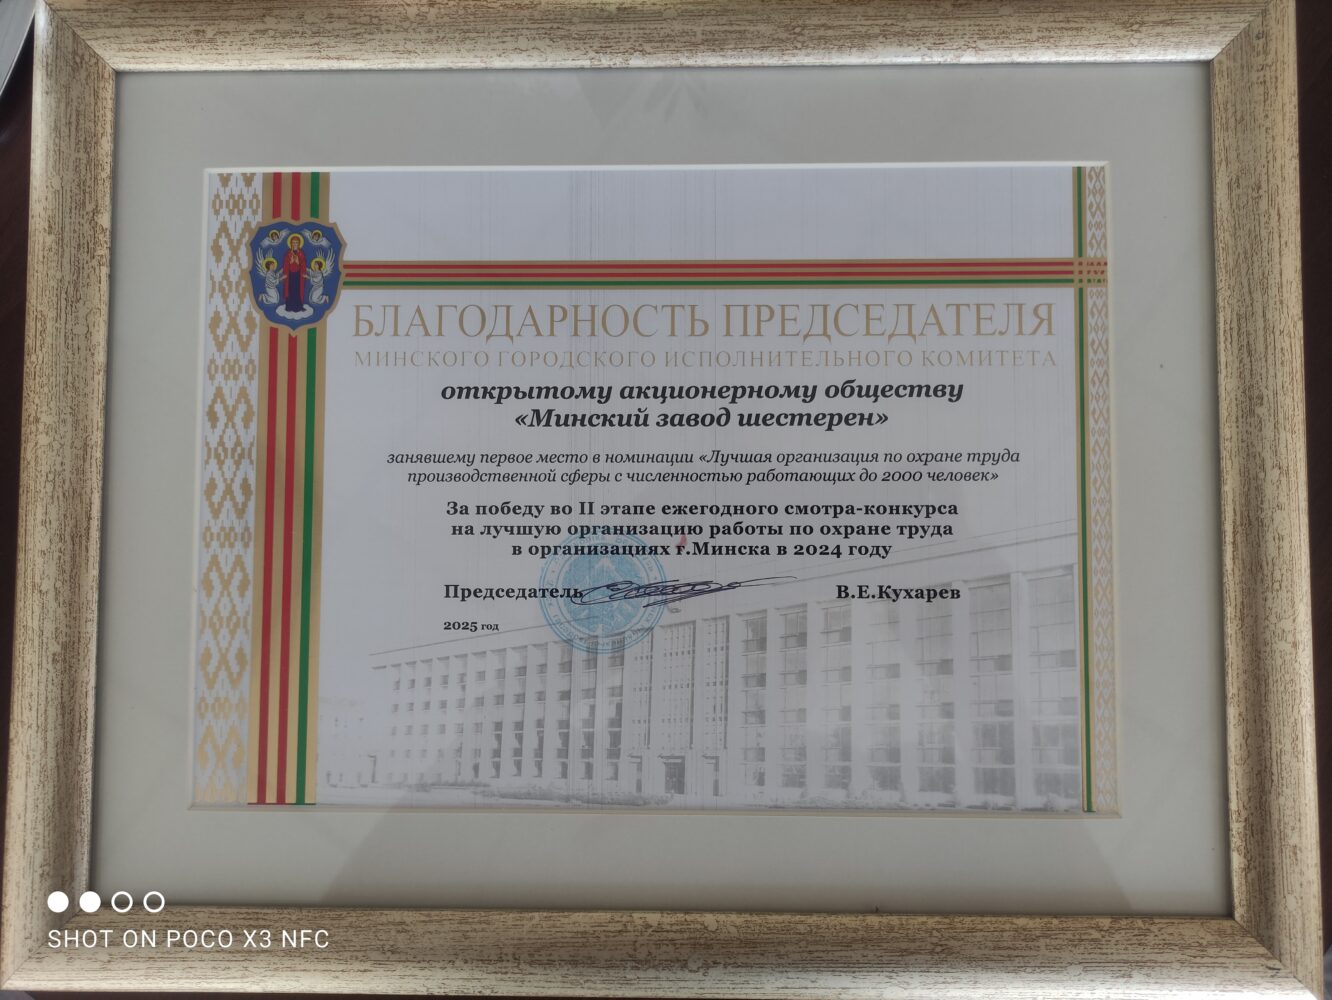 БЛАГОДАРНОСТЬ ПРЕДСЕДАТЕЛЯ
МИНСКОГО ГОРОДСКОГО ИСПОЛНИТЕЛЬНОГО КОМИТЕТА
открытому акционерному обществу
«Минский завод шестерен»
занявшему первое место в номинации «Лучшая организация по охране труда
производственной сферы с численностью работающих до 2000 человек»
За победу во II этапе ежегодного смотра-конкурса
на лучшую организацию работы по охране труда
в организациях г.Минска в 2024 году
Председатель В.Е.Кухарев
2025 год
SHOT ON POCO X3 NFC